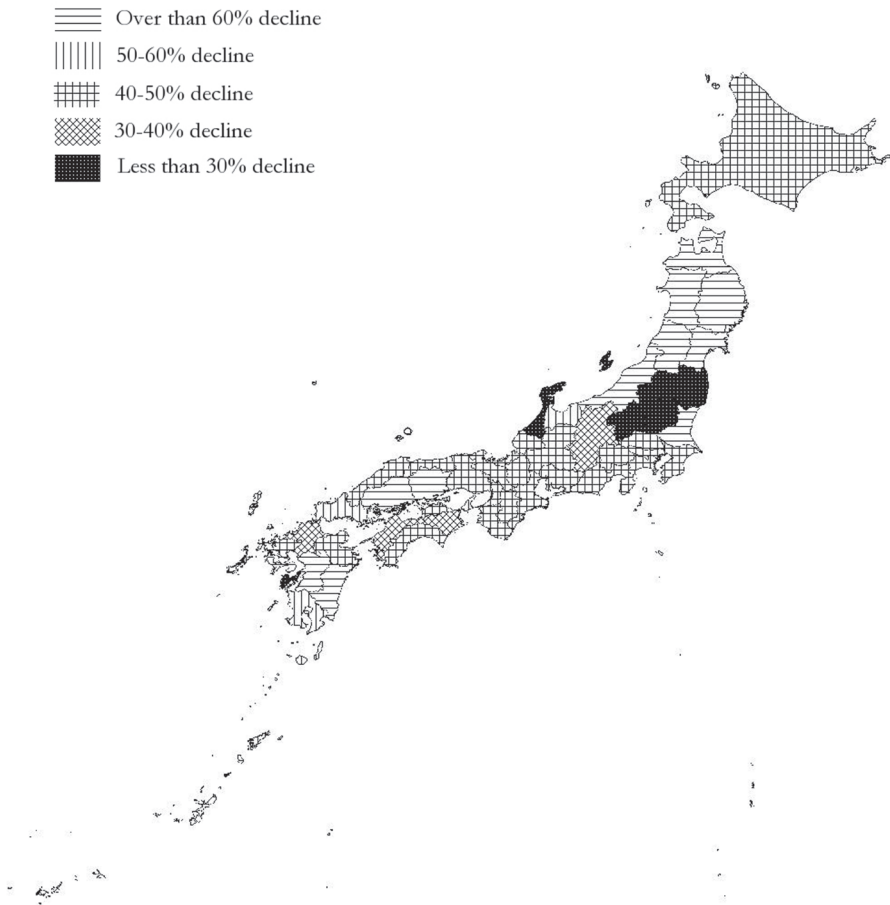 Over than 60% decline
50-60% decline
40-50% decline
30-40% decline
Less than 30% decline